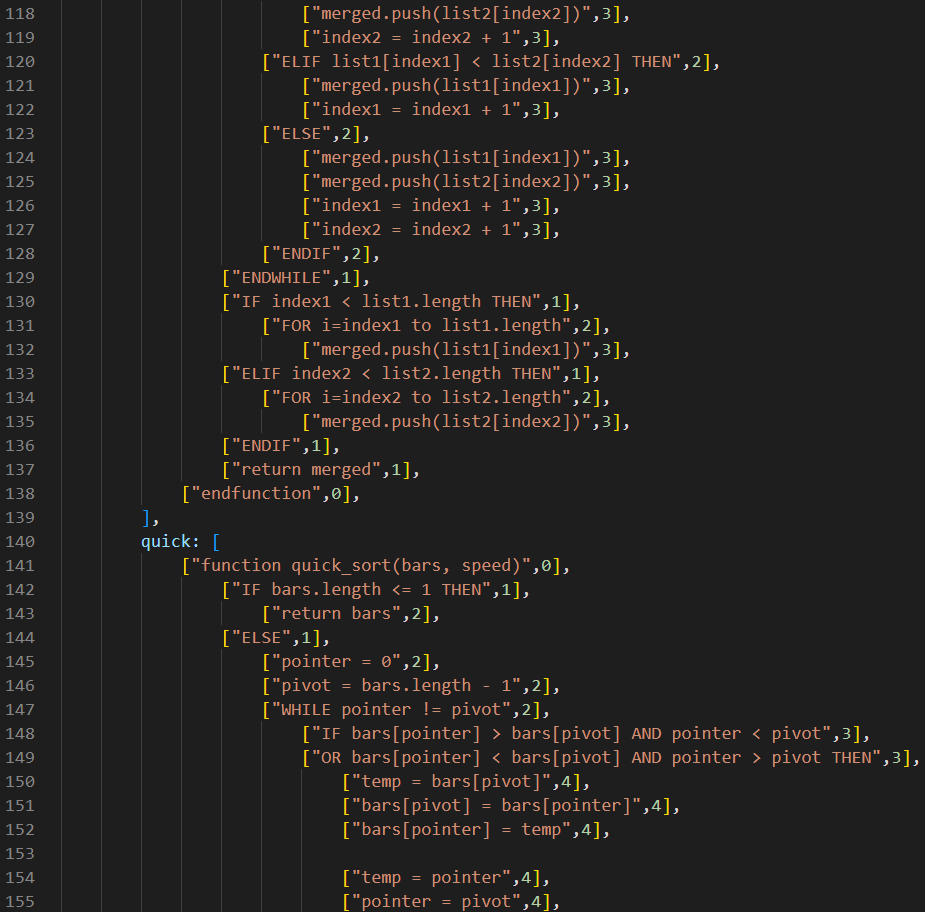 118 ["merged.push(list2[index2])",3],
119 ["index2 = index2 + 1",3],
120 ["ELIF list1[index1] < list2[index2] THEN",2],
121 ["merged.push(list1[index1])",3],
122 ["index1 = index1 + 1",3],
123 ["ELSE",2],
124 ["merged.push(list1[index1])",3],
125 ["merged.push(list2[index2])",3],
126 ["index1 = index1 + 1",3],
127 ["index2 = index2 + 1",3],
128 ["ENDIF",2],
129 ["ENDWHILE",1],
130 ["IF index1 < list1.length THEN",1],
131 ["FOR i=index1 to list1.length",2],
132 ["merged.push(list1[index1])",3],
133 ["ELIF index2 < list2.length THEN",1],
134 ["FOR i=index2 to list2.length",2],
135 ["merged.push(list2[index2])",3],
136 ["ENDIF",1],
137 ["return merged",1],
138 ["endfunction",0],
139 ],
140 quick: [
141 ["function quick_sort(bars, speed)",0],
142 ["IF bars.length <= 1 THEN",1],
143 ["return bars",2],
144 ["ELSE",1],
145 ["pointer = 0",2],
146 ["pivot = bars.length - 1",2],
147 ["WHILE pointer != pivot",2],
148 ["IF bars[pointer] > bars[pivot] AND pointer < pivot",3],
149 ["OR bars[pointer] < bars[pivot] AND pointer > pivot THEN",3],
150 ["temp = bars[pivot]",4],
151 ["bars[pivot] = bars[pointer]",4],
152 ["bars[pointer] = temp",4],
153
154 ["temp = pointer",4],
155 ["pointer = pivot",4],